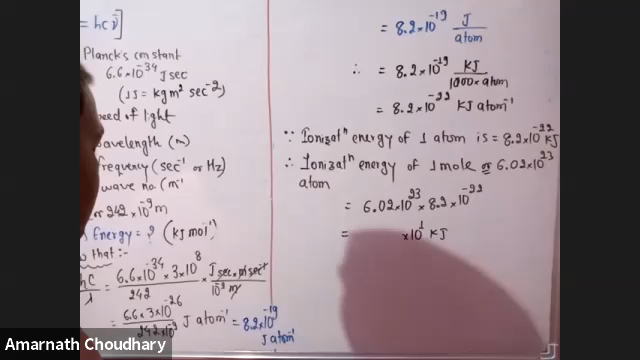 = hcν̄]
Planck's constant
6.6×10⁻³⁴ J sec
(1J = kg m² sec⁻²)
speed of light
wavelength (m)
frequency (sec⁻¹ or Hz)
wave no. (m⁻¹
or 242 × 10⁻⁹ m
Energy = ? (KJ mol⁻¹)
that :-
hC/λ = 6.6×10⁻³⁴ × 3×10⁸ / 242 × J sec × m sec⁻¹ / 10⁻⁹ m
= 6.6 × 3×10⁻²⁶ / 242×10⁻⁹ J atom⁻¹ = 8.2×10⁻¹⁹ J atom⁻¹
= 8.2×10⁻¹⁹ J/atom
∴ = 8.2×10⁻¹⁹ KJ / 1000×atom
= 8.2×10⁻²² KJ atom⁻¹
∵ Ionizatⁿ energy of 1 atom is = 8.2×10⁻²² KJ
∴ Ionizatⁿ energy of 1 mole or 6.02×10²³
atom
= 6.02×10²³ × 8.2×10⁻²²
= ×10¹ KJ
Amarnath Choudhary